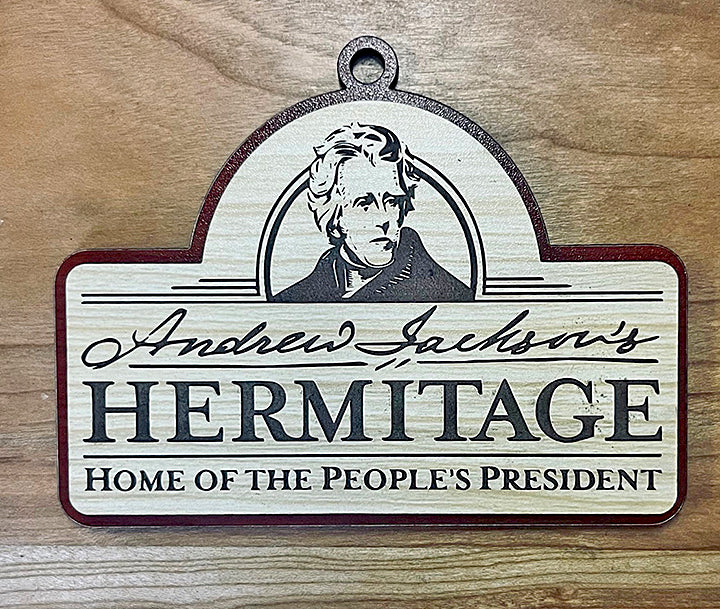 Andrew Jackson's
HERMITAGE
HOME OF THE PEOPLE'S PRESIDENT